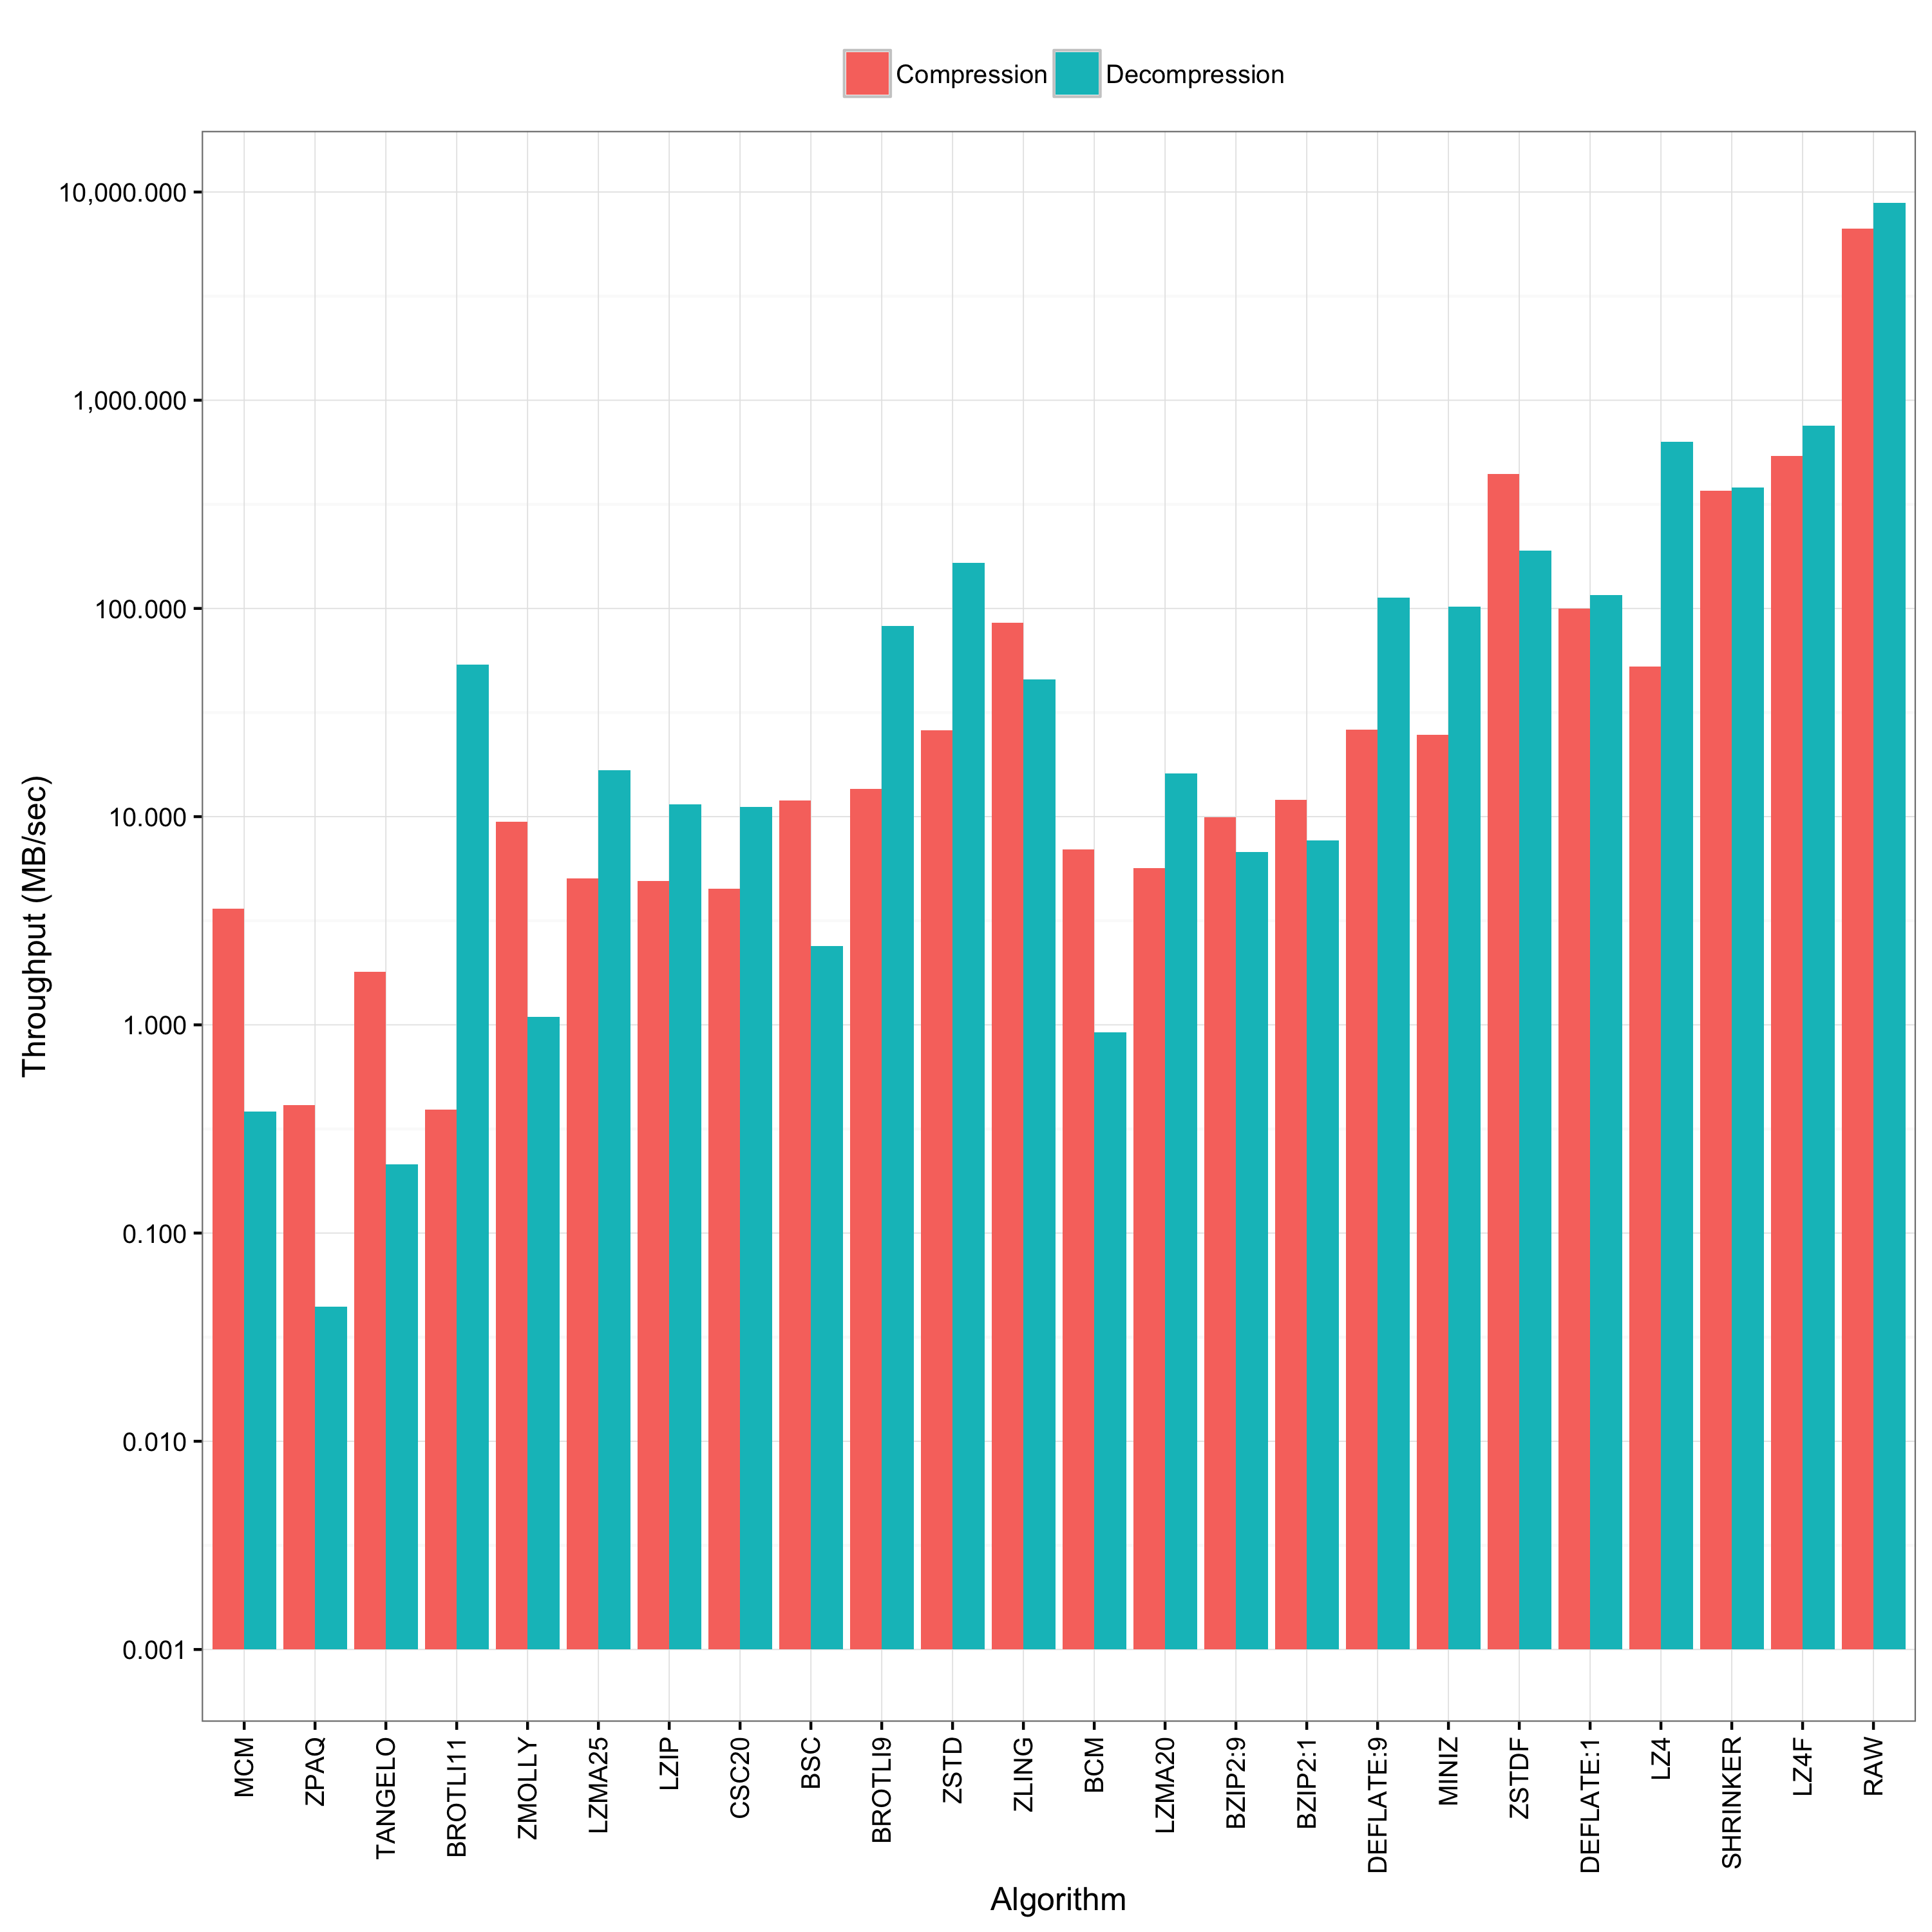 Compression Decompression
10,000.000
1,000.000
100.000
10.000
1.000
0.100
0.010
0.001
Throughput (MB/sec)
MCM
ZPAQ
TANGELO
BROTLI11
ZMOLLY
LZMA25
LZIP
CSC20
BSC
BROTLI9
ZSTD
ZLING
BCM
LZMA20
BZIP2:9
BZIP2:1
DEFLATE:9
MINIZ
ZSTDF
DEFLATE:1
LZ4
SHRINKER
LZ4F
RAW
Algorithm